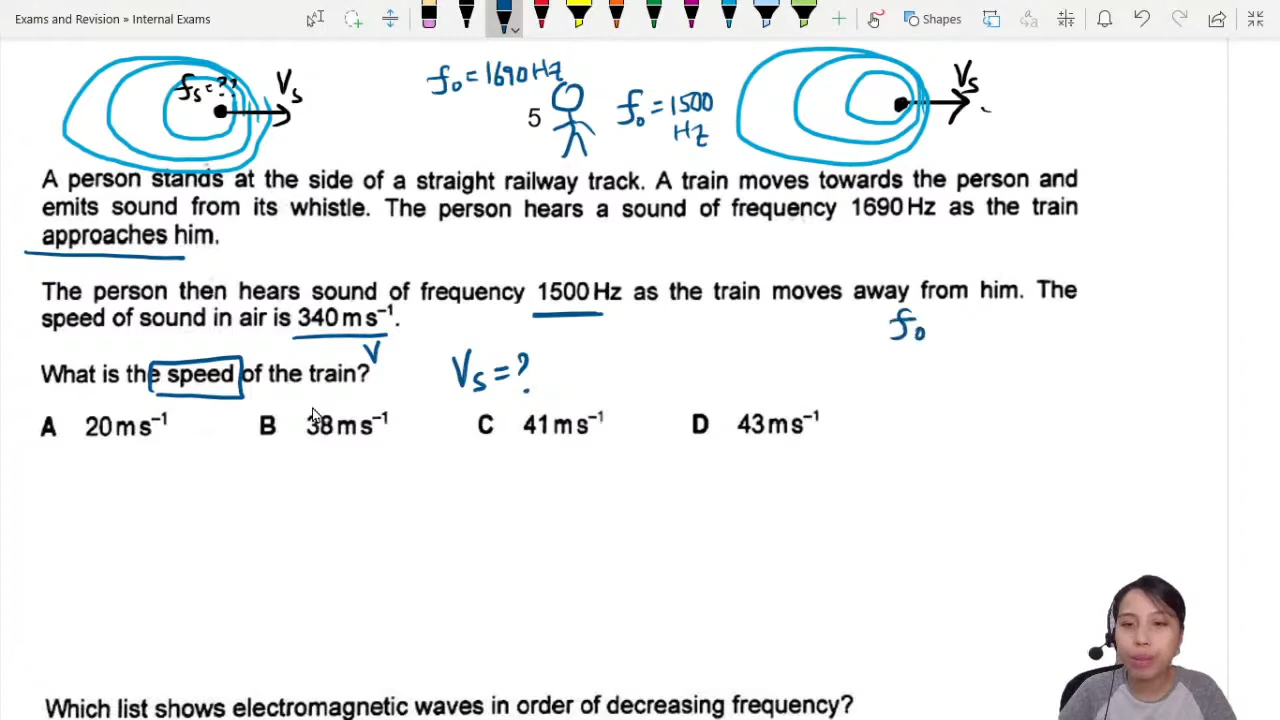 Exams and Revision » Internal Exams
Shapes
fs = ??
Vs
fo = 1690 Hz
5
fo = 1500 Hz
Vs
A person stands at the side of a straight railway track. A train moves towards the person and
emits sound from its whistle. The person hears a sound of frequency 1690 Hz as the train
approaches him.
The person then hears sound of frequency 1500 Hz as the train moves away from him. The
speed of sound in air is 340 m s⁻¹.
fo
V
What is the speed of the train?
Vs = ?
A 20 m s⁻¹ B 38 m s⁻¹ C 41 m s⁻¹ D 43 m s⁻¹
Which list shows electromagnetic waves in order of decreasing frequency?